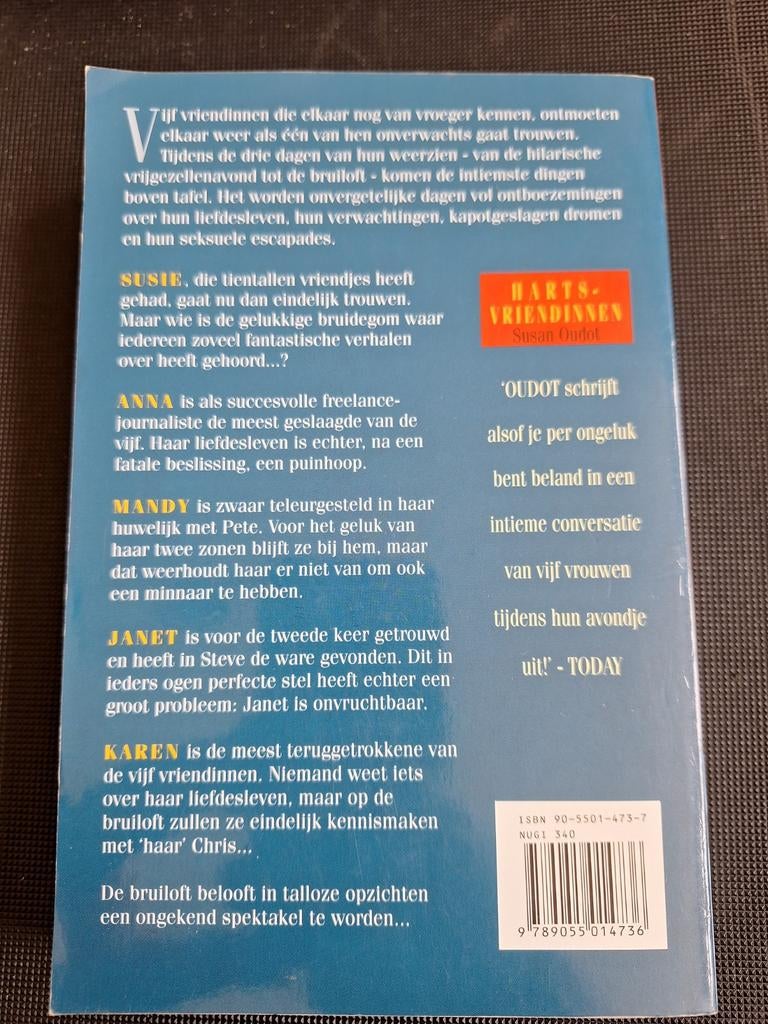 Vijf vriendinnen die elkaar nog van vroeger kennen, ontmoeten
elkaar weer als één van hen onverwachts gaat trouwen.
Tijdens de drie dagen van hun weerzien - van de hilarische
vrijgezellenavond tot de bruiloft - komen de intiemste dingen
boven tafel. Het worden onvergetelijke dagen vol ontboezemingen
over hun liefdesleven, hun verwachtingen, kapotgeslagen dromen
en hun seksuele escapades.
SUSIE, die tientallen vriendjes heeft
gehad, gaat nu dan eindelijk trouwen.
Maar wie is de gelukkige bruidegom waar
iedereen zoveel fantastische verhalen
over heeft gehoord...?
ANNA is als succesvolle freelance-
journaliste de meest geslaagde van de
vijf. Haar liefdesleven is echter, na een
fatale beslissing, een puinhoop.
MANDY is zwaar teleurgesteld in haar
huwelijk met Pete. Voor het geluk van
haar twee zonen blijft ze bij hem, maar
dat weerhoudt haar er niet van om ook
een minnaar te hebben.
JANET is voor de tweede keer getrouwd
en heeft in Steve de ware gevonden. Dit in
ieders ogen perfecte stel heeft echter een
groot probleem: Janet is onvruchtbaar.
KAREN is de meest teruggetrokkene van
de vijf vriendinnen. Niemand weet iets
over haar liefdesleven, maar op de
bruiloft zullen ze eindelijk kennismaken
met 'haar' Chris...
De bruiloft belooft in talloze opzichten
een ongekend spektakel te worden...
HARTS-
VRIENDINNEN
Susan Oudot
'OUDOT schrijft
alsof je per ongeluk
bent beland in een
intieme conversatie
van vijf vrouwen
tijdens hun avondje
uit!' - TODAY
ISBN 90-5501-473-7
NUGI 340
9 789055 014736